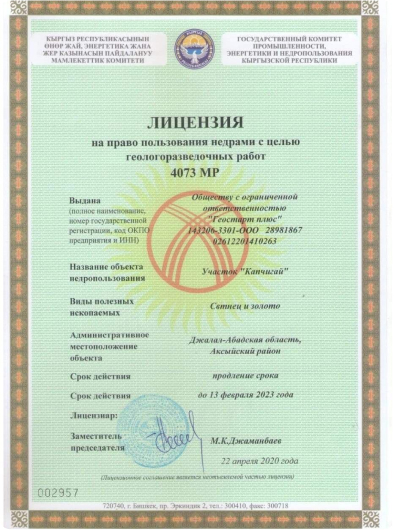 КЫРГЫЗ РЕСПУБЛИКАСЫНЫН
ӨНӨР ЖАЙ, ЭНЕРГЕТИКА ЖАНА
ЖЕР КАЗЫНАСЫН ПАЙДАЛАНУУ
МАМЛЕКЕТТИК КОМИТЕТИ
ГОСУДАРСТВЕННЫЙ КОМИТЕТ
ПРОМЫШЛЕННОСТИ,
ЭНЕРГЕТИКИ И НЕДРОПОЛЬЗОВАНИЯ
КЫРГЫЗСКОЙ РЕСПУБЛИКИ
ЛИЦЕНЗИЯ
на право пользования недрами с целью
геологоразведочных работ
4073 МР
Выдана
(полное наименование,
номер государственной
регистрации, код ОКПО
предприятия и ИНН)
Обществу с ограниченной
ответственностью
"Геостарт плюс"
143206-3301-ООО 28981867
02612201410263
Название объекта
недропользования
Участок "Капчигай"
Виды полезных
ископаемых
Свинец и золото
Административное
местоположение
объекта
Джалал-Абадская область,
Аксыйский район
Срок действия
продление срока
Срок действия
до 13 февраля 2023 года
Лицензиар:
Заместитель
председателя
М.К.Джаманбаев
22 апреля 2020 года
(Лицензионное соглашение является неотъемлемой частью лицензии)
002957
720740, г. Бишкек, пр. Эркиндик 2, тел.: 300410, факс: 300718